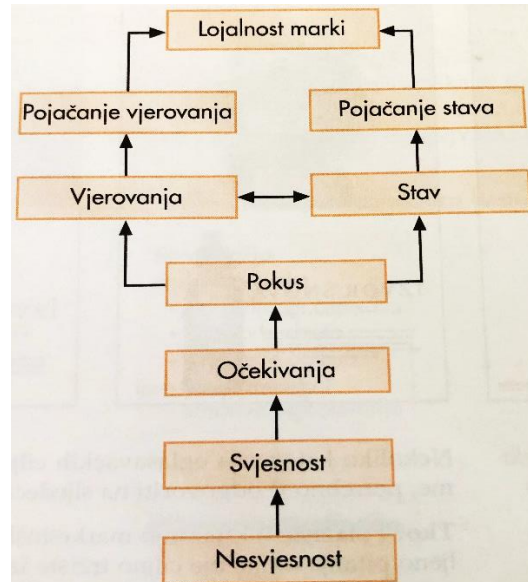 Lojalnost marki
Pojačanje vjerovanja
Pojačanje stava
Vjerovanja
Stav
Pokus
Očekivanja
Svjesnost
Nesvjesnost